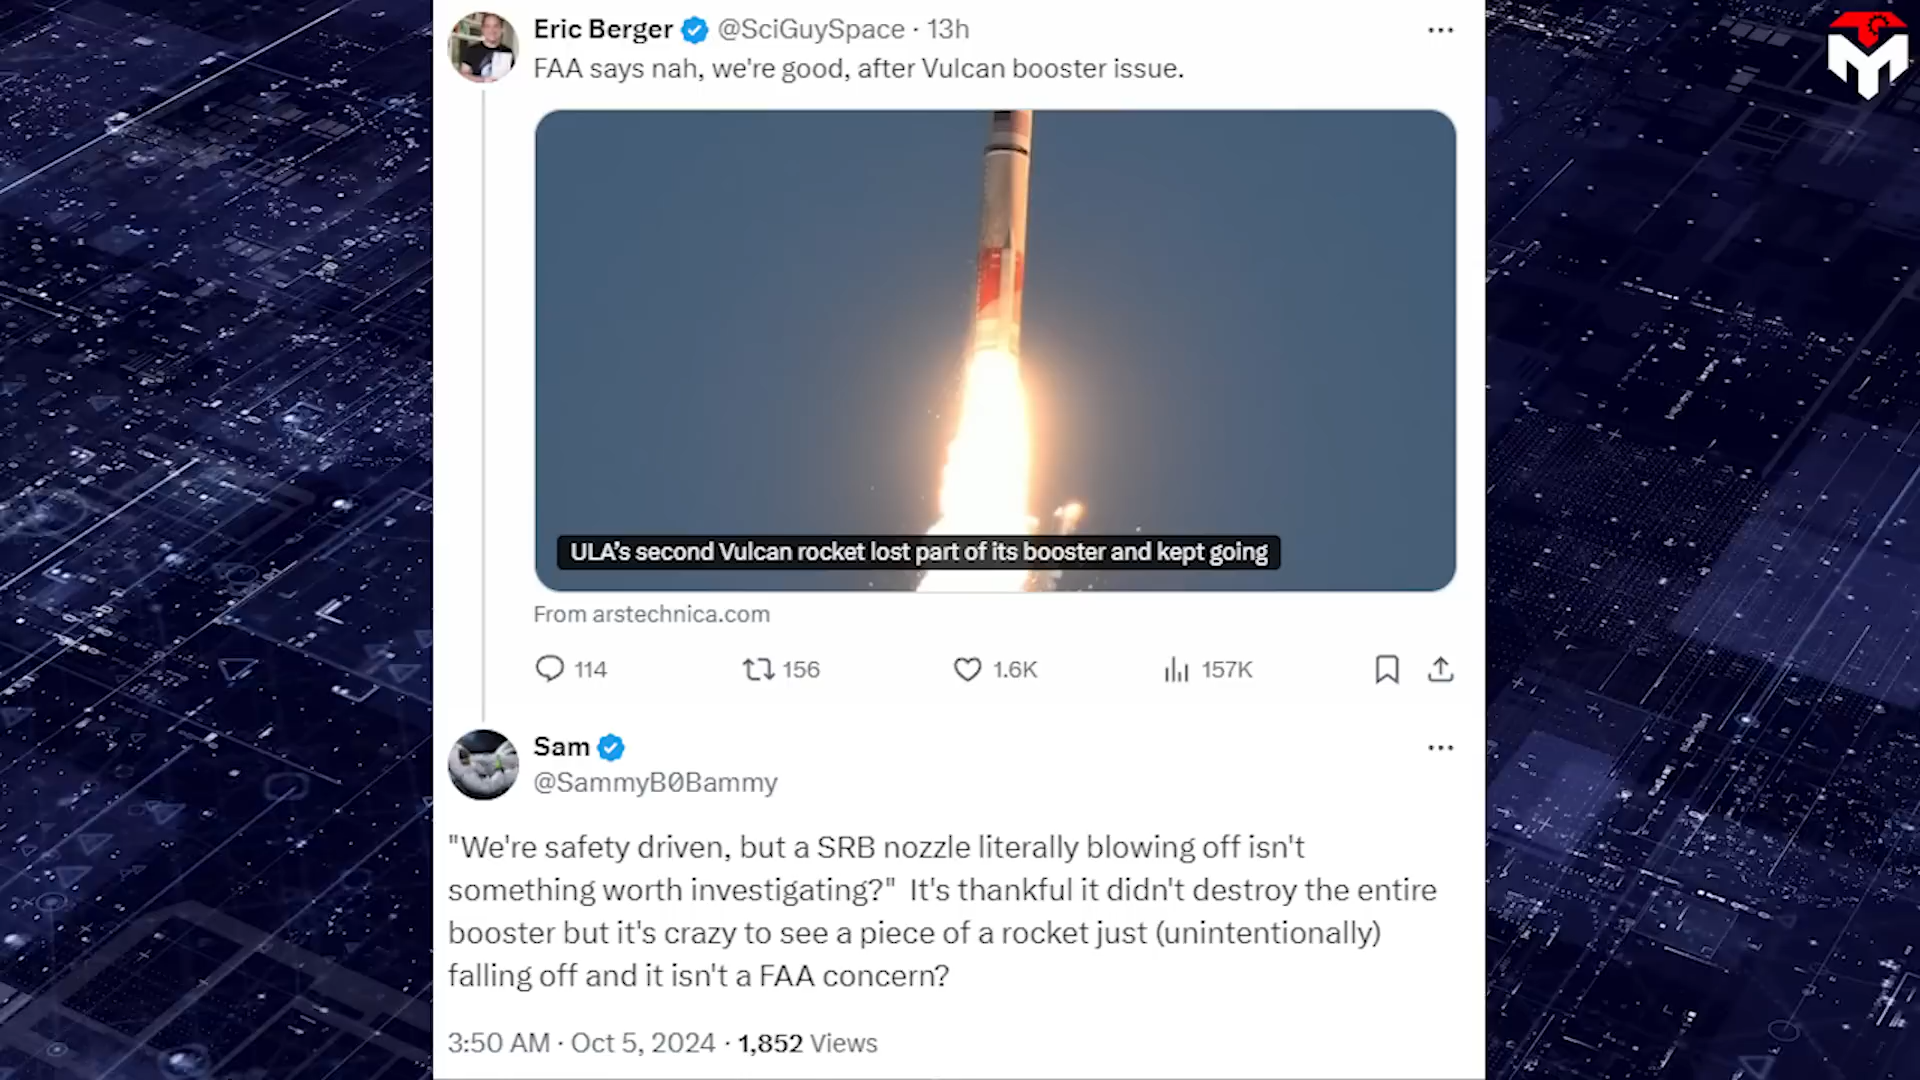 Eric Berger @SciGuySpace · 13h
FAA says nah, we're good, after Vulcan booster issue.
ULA's second Vulcan rocket lost part of its booster and kept going
From arstechnica.com
114 156 1.6K 157K
Sam
@SammyB0Bammy
"We're safety driven, but a SRB nozzle literally blowing off isn't
something worth investigating?" It's thankful it didn't destroy the entire
booster but it's crazy to see a piece of a rocket just (unintentionally)
falling off and it isn't a FAA concern?
3:50 AM · Oct 5, 2024 · 1,852 Views